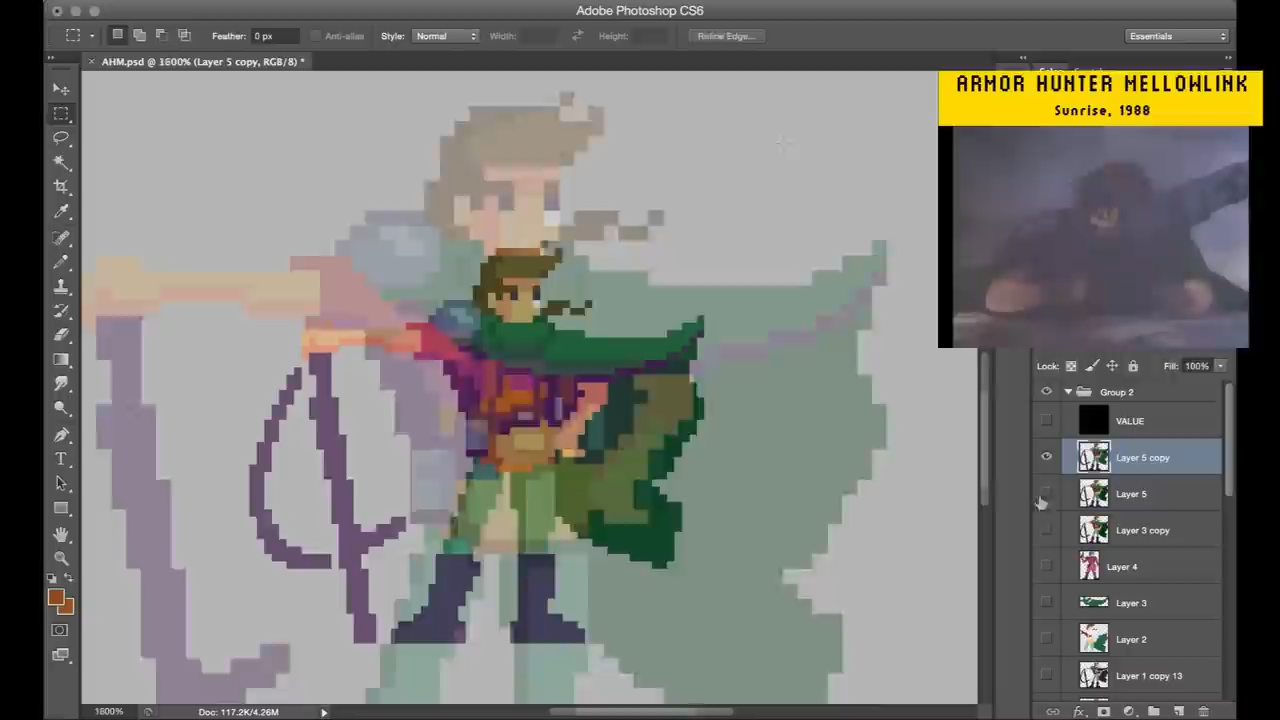 Adobe Photoshop CS6
Feather: 0 px Anti-alias Style: Normal Width: Height: Refine Edge... Essentials
AHM.psd @ 1600% (Layer 5 copy, RGB/8) *
ARMOR HUNTER MELLOWLINK
Sunrise, 1988
Lock: Fill: 100%
Group 2
VALUE
Layer 5 copy
Layer 5
Layer 3 copy
Layer 4
Layer 3
Layer 2
Layer 1 copy 13
1600% Doc: 117.2K/4.26M